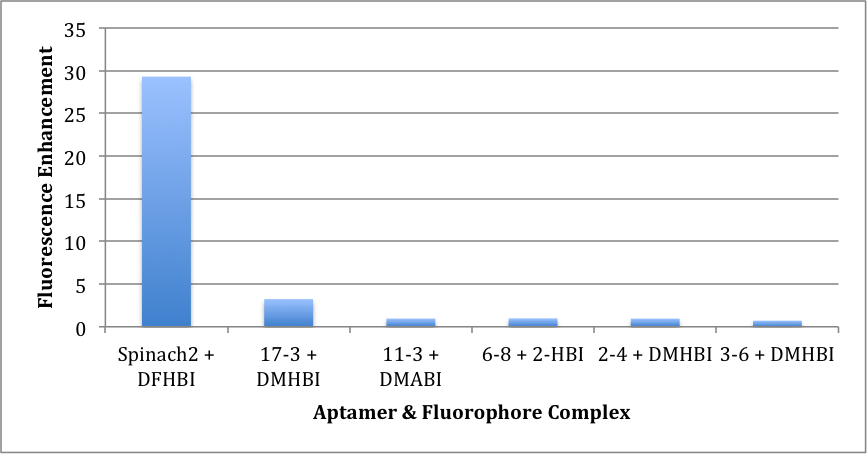 Fluorescence Enhancement
35
30
25
20
15
10
5
0
Spinach2 +
DFHBI
17-3 +
DMHBI
11-3 +
DMABI
6-8 + 2-HBI
2-4 + DMHBI
3-6 + DMHBI
Aptamer & Fluorophore Complex